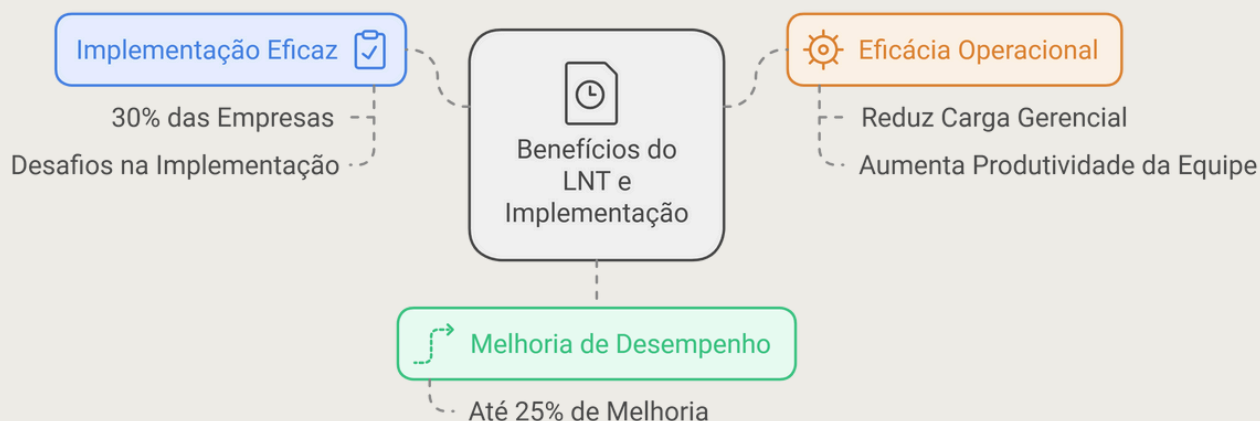 Implementação Eficaz
30% das Empresas
Desafios na Implementação
Benefícios do
LNT e
Implementação
Eficácia Operacional
Reduz Carga Gerencial
Aumenta Produtividade da Equipe
Melhoria de Desempenho
Até 25% de Melhoria